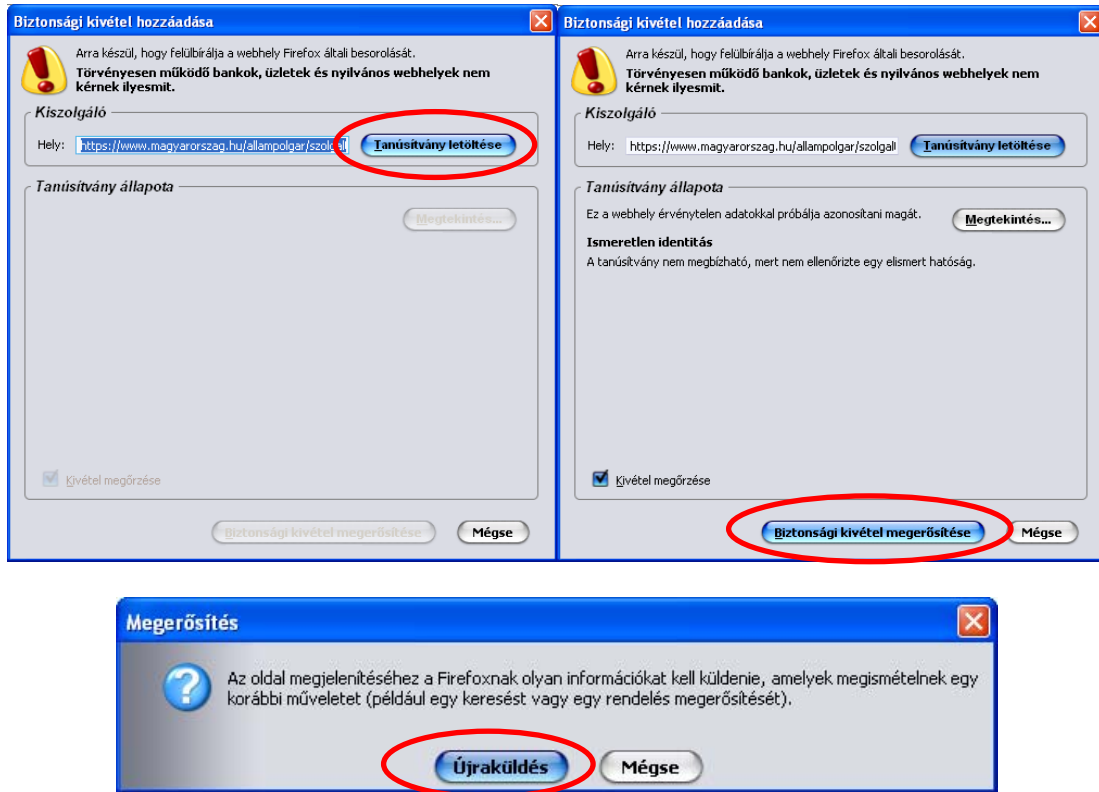 Biztonsági kivétel hozzáadása
Arra készül, hogy felülbírálja a webhely Firefox általi besorolását.
Törvényesen működő bankok, üzletek és nyilvános webhelyek nem
kérnek ilyesmit.
Kiszolgáló
Hely: https://www.magyarorszag.hu/allampolgar/szolgall Tanúsítvány letöltése
Tanúsítvány állapota
Megtekintés...
Kivétel megőrzése
Biztonsági kivétel megerősítése Mégse
Biztonsági kivétel hozzáadása
Arra készül, hogy felülbírálja a webhely Firefox általi besorolását.
Törvényesen működő bankok, üzletek és nyilvános webhelyek nem
kérnek ilyesmit.
Kiszolgáló
Hely: https://www.magyarorszag.hu/allampolgar/szolgall Tanúsítvány letöltése
Tanúsítvány állapota
Ez a webhely érvénytelen adatokkal próbálja azonosítani magát. Megtekintés...
Ismeretlen identitás
A tanúsítvány nem megbízható, mert nem ellenőrizte egy elismert hatóság.
Kivétel megőrzése
Biztonsági kivétel megerősítése Mégse
Megerősítés
Az oldal megjelenítéséhez a Firefoxnak olyan információkat kell küldenie, amelyek megismételnek egy
korábbi műveletet (például egy keresést vagy egy rendelés megerősítését).
Újraküldés Mégse